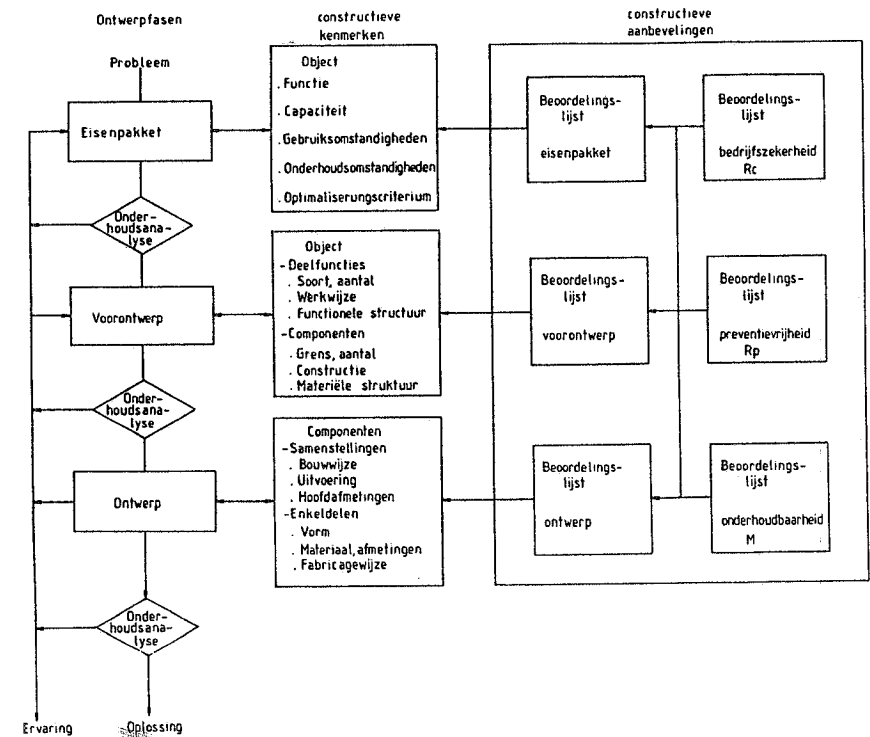 Ontwerpfasen
constructieve
kenmerken
constructieve
aanbevelingen
Probleem
Eisenpakket
Onder-
houdsana-
lyse
Voorontwerp
Onder-
houdsana-
lyse
Ontwerp
Onder-
houdsana-
lyse
Ervaring
Oplossing
Object
. Functie
. Capaciteit
. Gebruiksomstandigheden
. Onderhoudsomstandigheden
. Optimaliserungscriterium
Object
- Deelfuncties
. Soort, aantal
. Werkwijze
. Functionele structuur
- Componenten
. Grens, aantal
. Constructie
. Materiële struktuur
Componenten
- Samenstellingen
. Bouwwijze
. Uitvoering
. Hoofdafmetingen
- Enkeldelen
. Vorm
. Materiaal, afmetingen
. Fabricagewijze
Beoordelings-
lijst
eisenpakket
Beoordelings-
lijst
bedrijfszekerheid
Rc
Beoordelings-
lijst
voorontwerp
Beoordelings-
lijst
preventievrijheid
Rp
Beoordelings-
lijst
ontwerp
Beoordelings-
lijst
onderhoudbaarheid
M